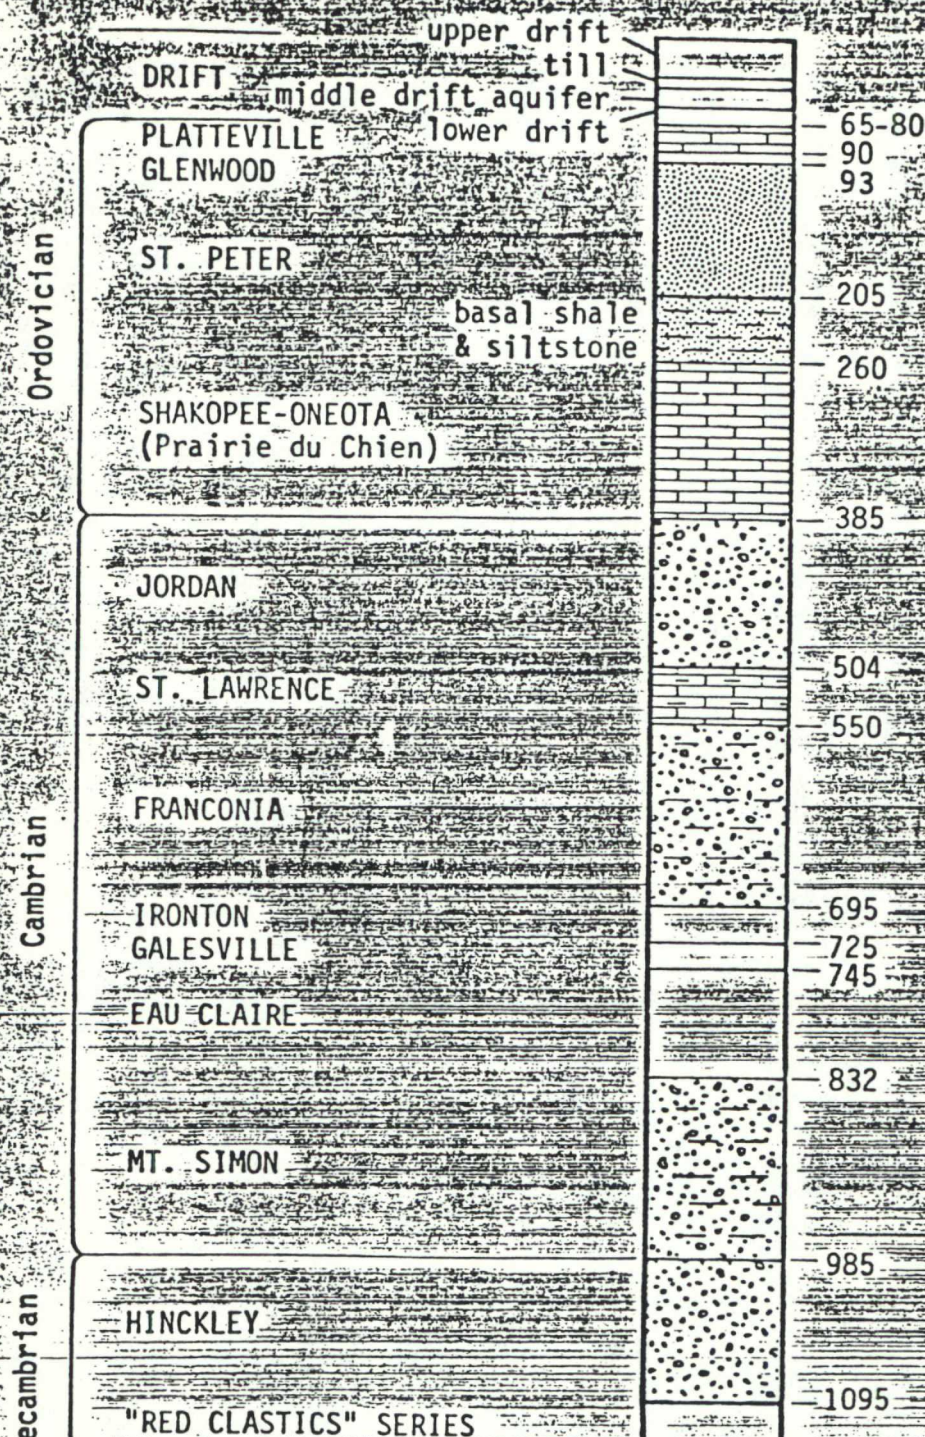 upper drift
DRIFT
till
middle drift aquifer
lower drift
65-80
PLATTEVILLE
90
GLENWOOD
93
Ordovician
ST. PETER
205
basal shale
& siltstone
260
SHAKOPEE-ONEOTA
(Prairie du Chien)
385
JORDAN
504
ST. LAWRENCE
550
Cambrian
FRANCONIA
695
IRONTON
725
GALESVILLE
745
EAU CLAIRE
832
MT. SIMON
985
ecambrian
HINCKLEY
1095
"RED CLASTICS" SERIES